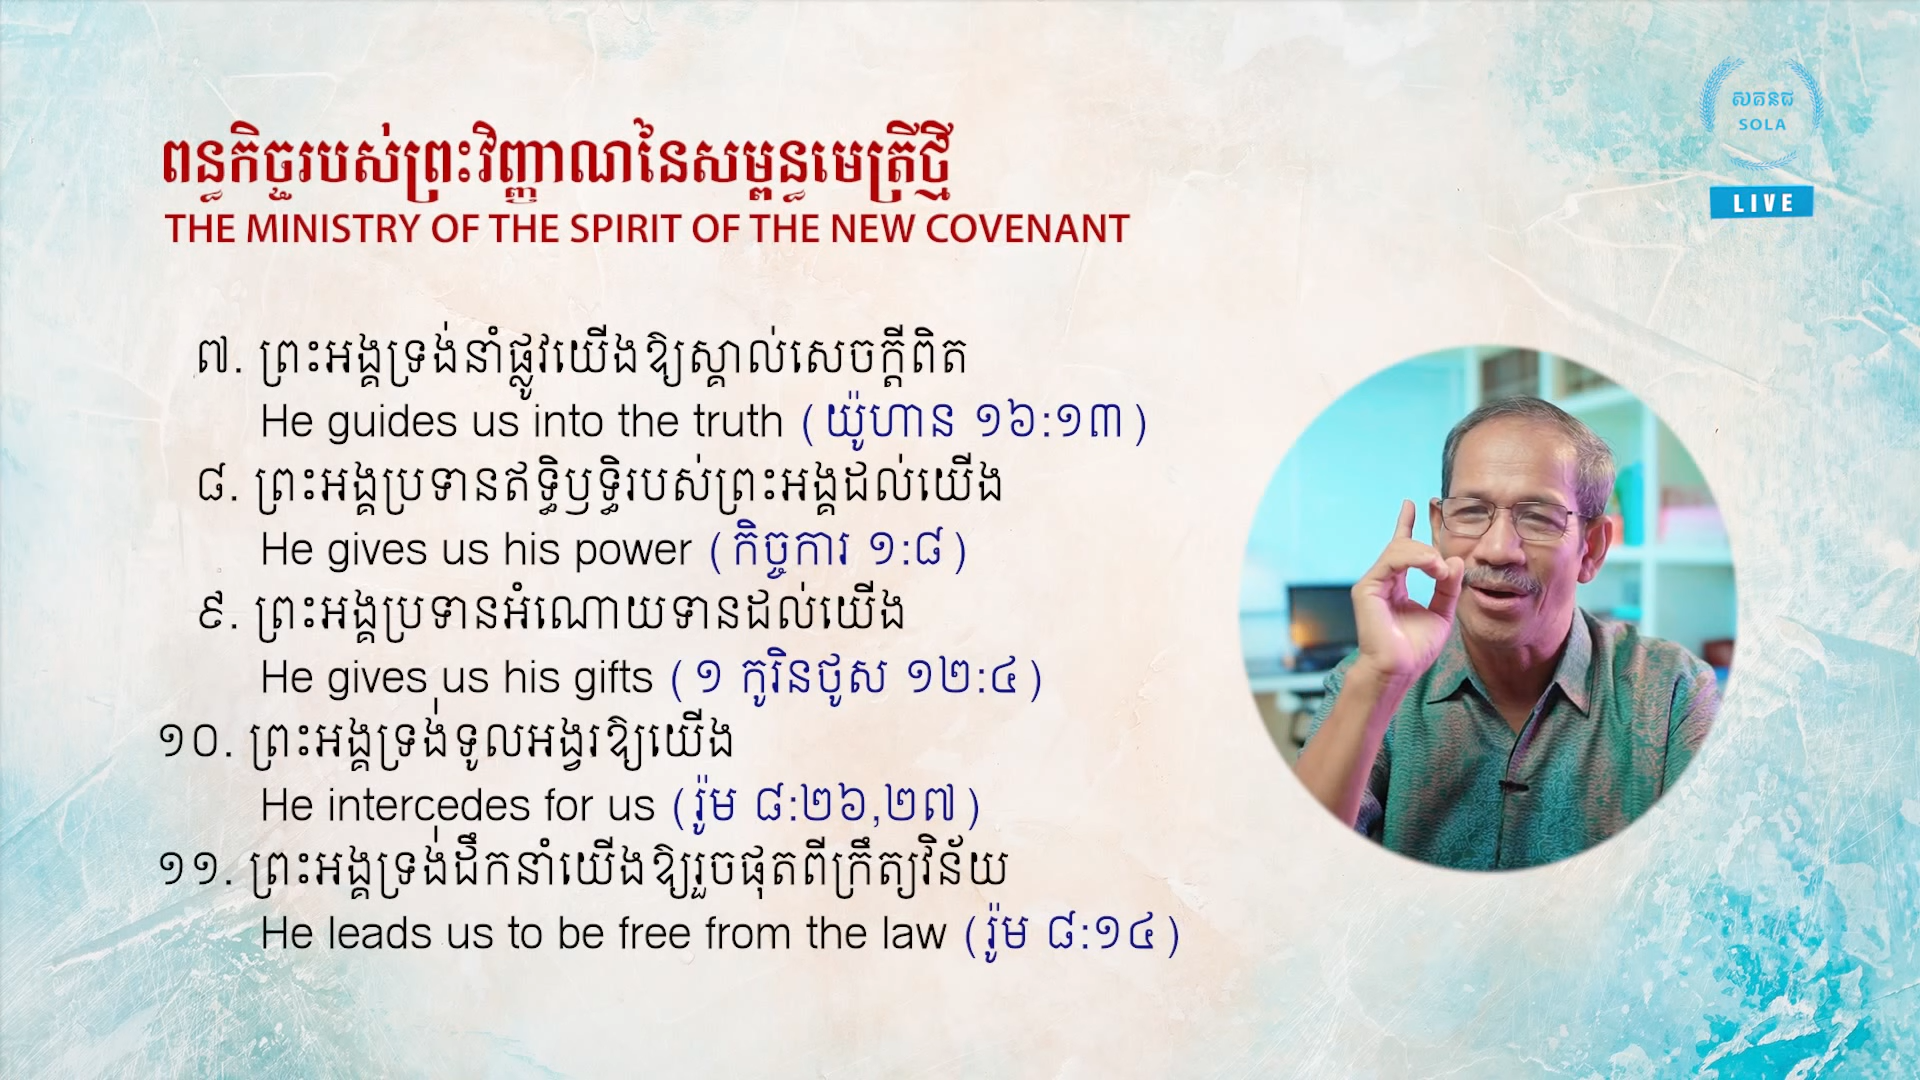 សគនជ
SOLA
LIVE
ពន្ធកិច្ចរបស់ព្រះវិញ្ញាណនៃសម្ពន្ធមេត្រីថ្មី
THE MINISTRY OF THE SPIRIT OF THE NEW COVENANT
៧. ព្រះអង្គទ្រង់នាំផ្លូវយើងឱ្យស្គាល់សេចក្ដីពិត
He guides us into the truth (យ៉ូហាន ១៦:១៣)
៨. ព្រះអង្គប្រទានឥទ្ធិឫទ្ធិរបស់ព្រះអង្គដល់យើង
He gives us his power (កិច្ចការ ១:៨)
៩. ព្រះអង្គប្រទានអំណោយទានដល់យើង
He gives us his gifts (១ កូរិនថូស ១២:៤)
១០. ព្រះអង្គទ្រង់ទូលអង្វរឱ្យយើង
He intercedes for us (រ៉ូម ៨:២៦,២៧)
១១. ព្រះអង្គទ្រង់ដឹកនាំយើងឱ្យរួចផុតពីក្រឹត្យវិន័យ
He leads us to be free from the law (រ៉ូម ៨:១៤)